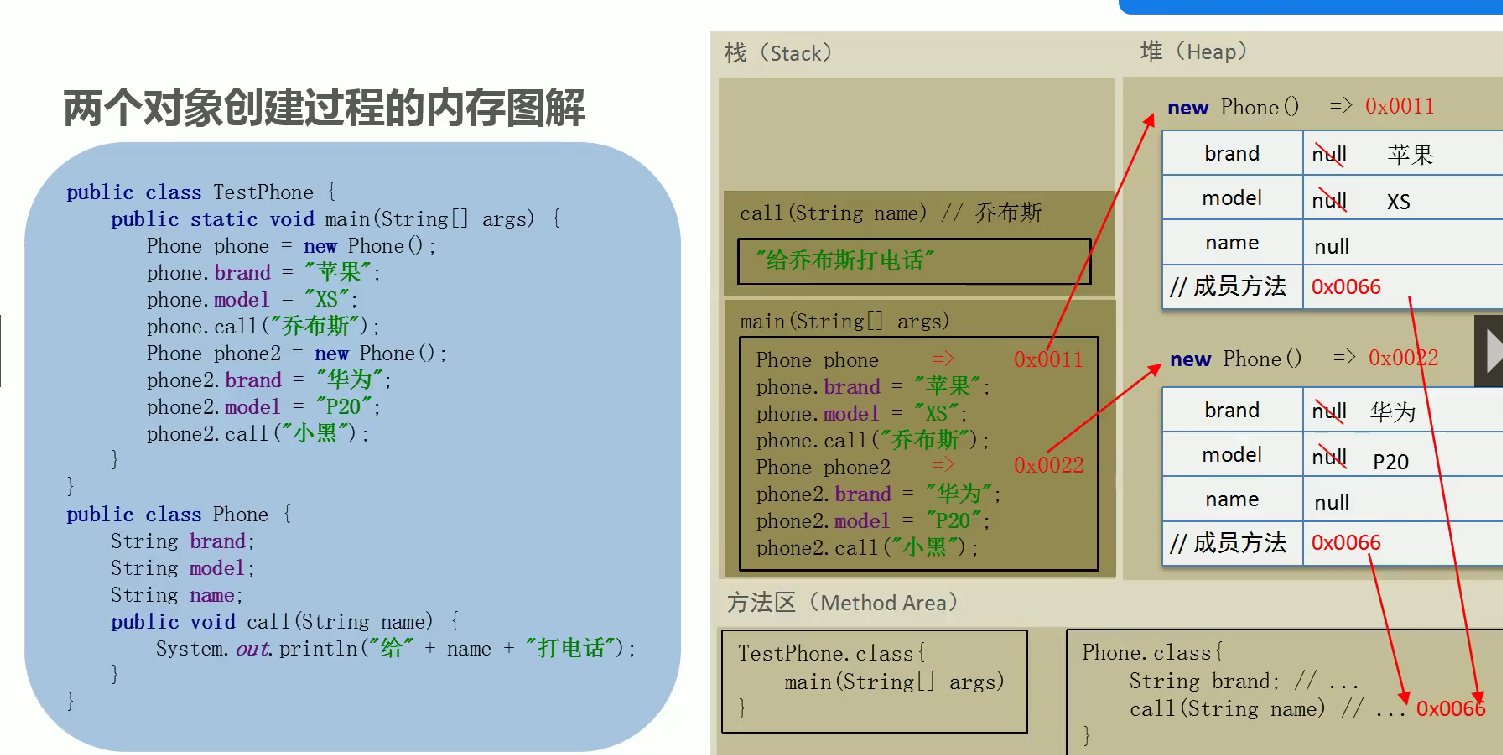 两个对象创建过程的内存图解
public class TestPhone {
public static void main(String[] args) {
Phone phone = new Phone();
phone.brand = "苹果";
phone.model = "XS";
phone.call("乔布斯");
Phone phone2 = new Phone();
phone2.brand = "华为";
phone2.model = "P20";
phone2.call("小黑");
}
}
public class Phone {
String brand;
String model;
String name;
public void call(String name) {
System.out.println("给" + name + "打电话");
}
}
栈（Stack）
call(String name) // 乔布斯
"给乔布斯打电话"
main(String[] args)
Phone phone => 0x0011
phone.brand = "苹果";
phone.model = "XS";
phone.call("乔布斯");
Phone phone2 => 0x0022
phone2.brand = "华为";
phone2.model = "P20";
phone2.call("小黑");
堆（Heap）
new Phone() => 0x0011
brand null 苹果
model null XS
name null
// 成员方法 0x0066
new Phone() => 0x0022
brand null 华为
model null P20
name null
// 成员方法 0x0066
方法区（Method Area）
TestPhone.class{
main(String[] args)
}
Phone.class{
String brand; // ...
call(String name) // ... 0x0066
}